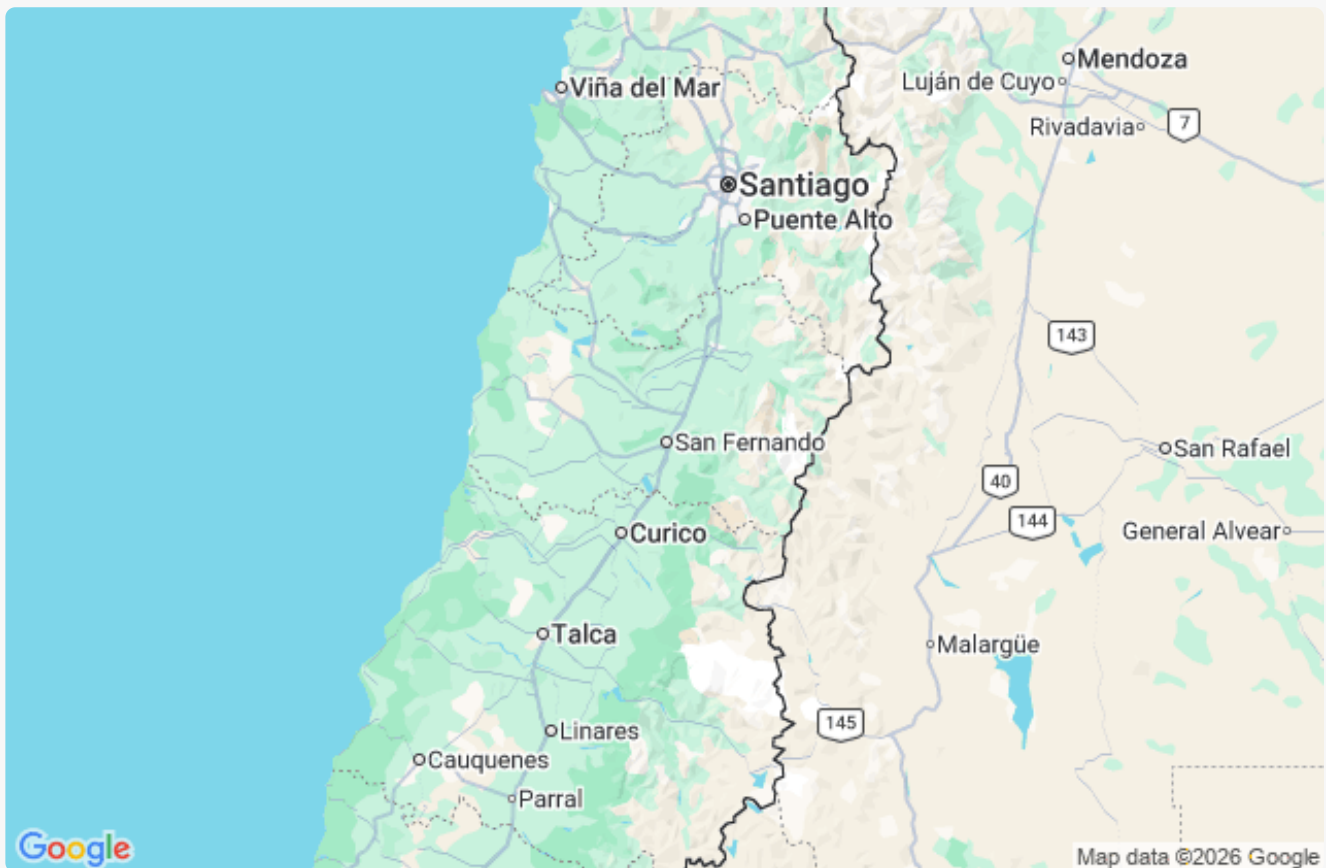 Mendoza
Viña del Mar
Luján de Cuyo
7
Rivadavia
Santiago
Puente Alto
143
San Fernando
San Rafael
40
144
Curico
General Alvear
Talca
Malargüe
145
Linares
Cauquenes
Parral
Google
Map data ©2026 Google